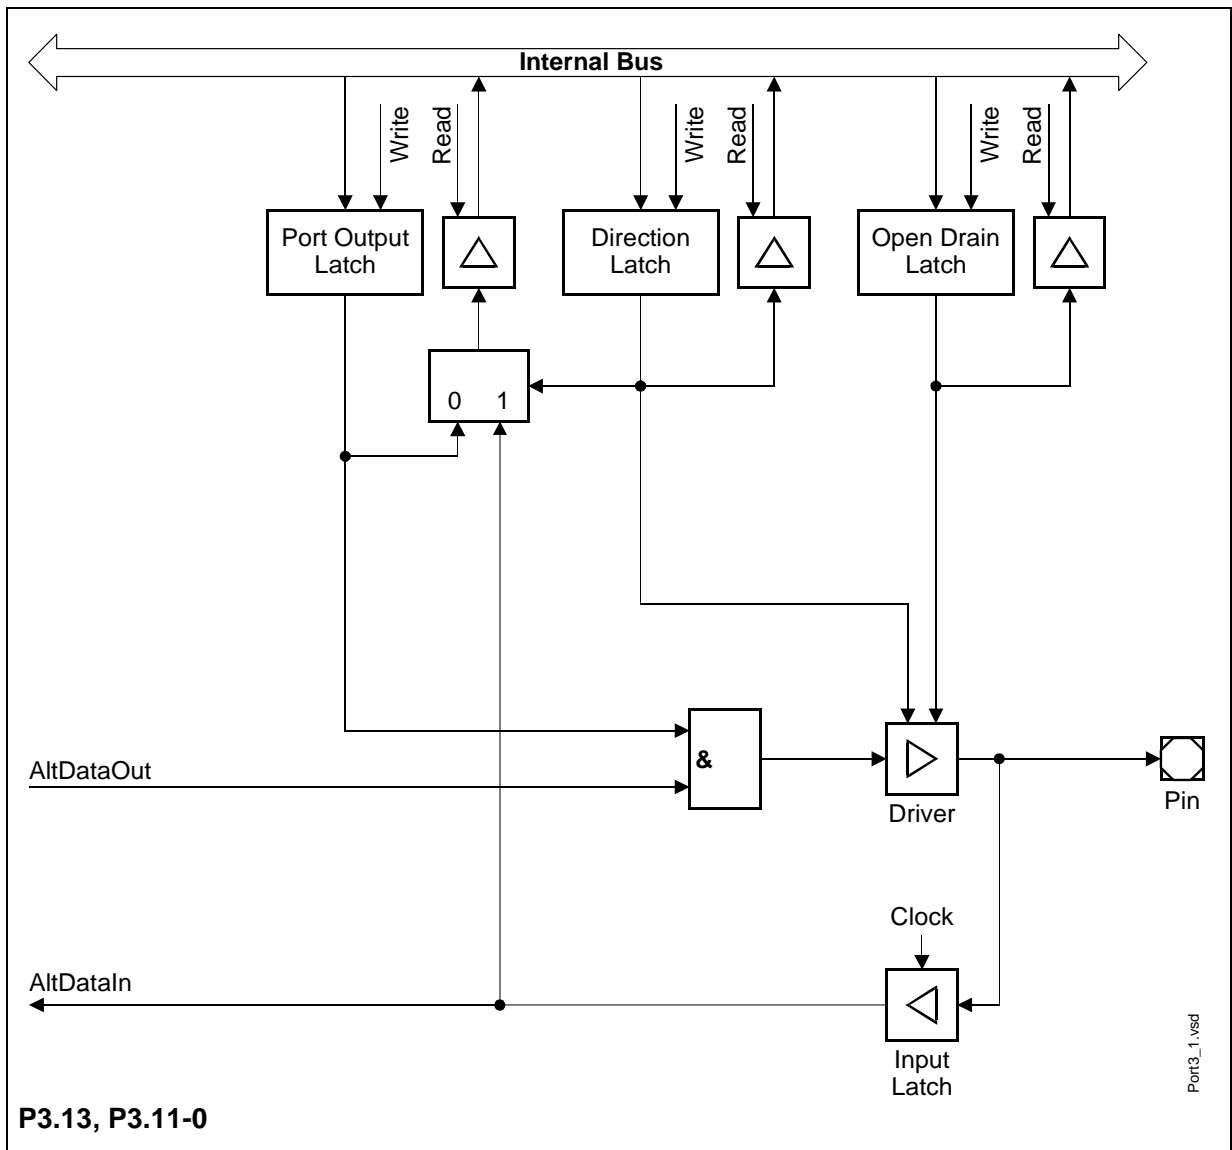 Internal Bus
Write
Read
Write
Read
Write
Read
Port Output
Latch
Direction
Latch
Open Drain
Latch
0 1
AltDataOut
&
Driver
Pin
Clock
AltDataIn
Input
Latch
Port3_1.vsd
P3.13, P3.11-0